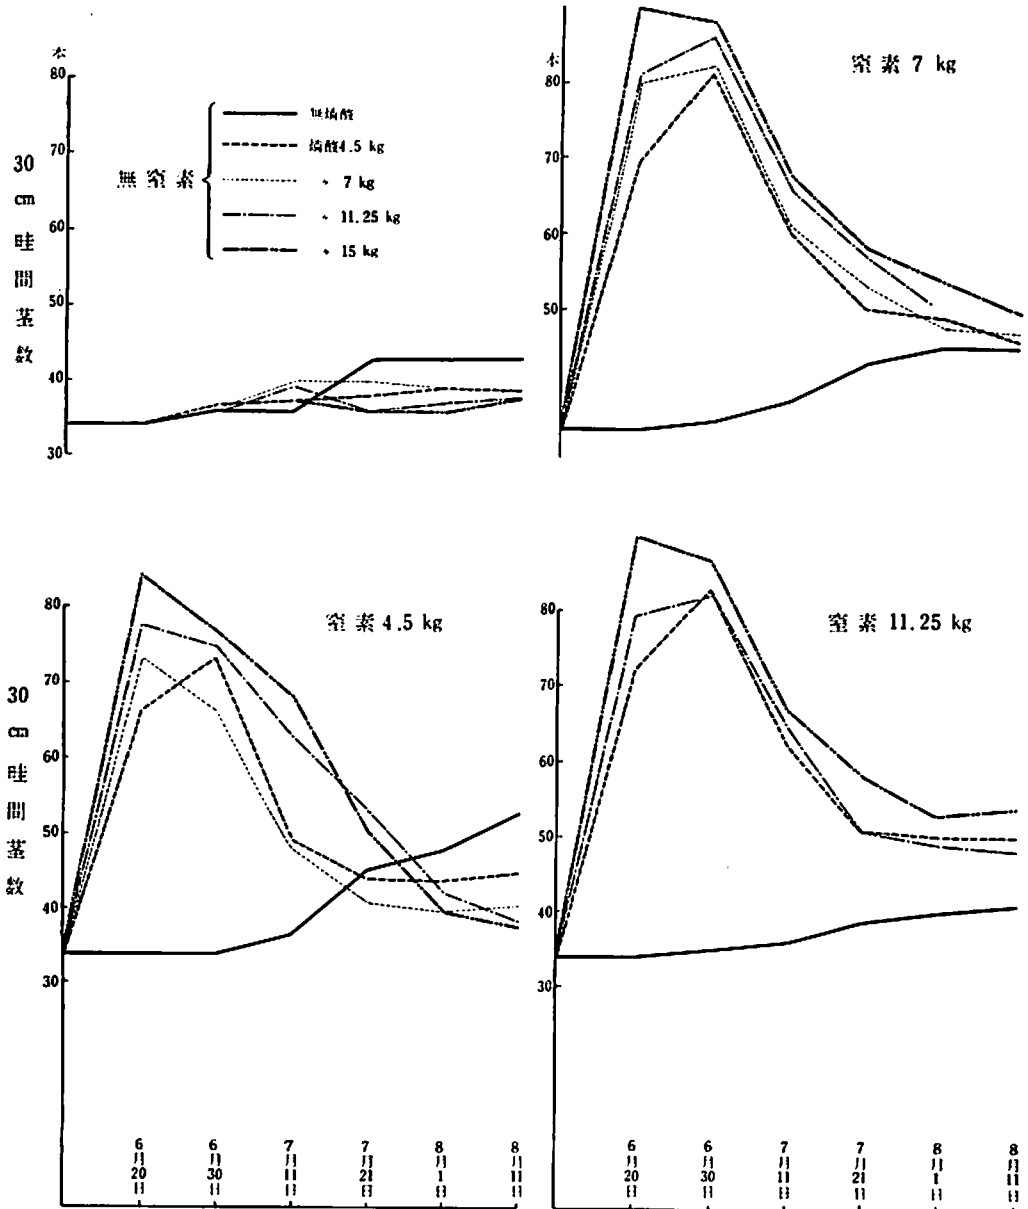 本
80
70
60
50
40
30
30 cm 畦間茎数
無窒素
無燐酸
燐酸4.5 kg
〃 7 kg
〃 11.25 kg
〃 15 kg
本
窒素 7 kg
80
70
60
50
窒素 4.5 kg
80
70
60
50
40
30
30 cm 畦間茎数
6月20日
6月30日
7月11日
7月21日
8月1日
8月11日
窒素 11.25 kg
80
70
60
50
40
30
6月20日
6月30日
7月11日
7月21日
8月1日
8月11日